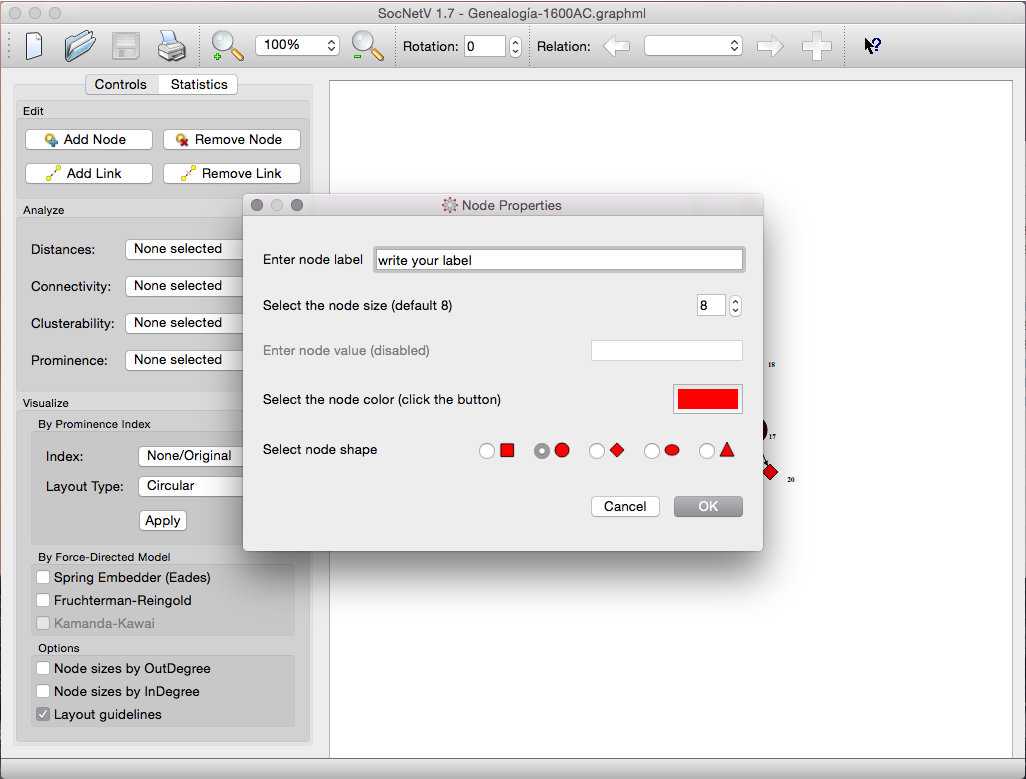 SocNetV 1.7 - Genealogía-1600AC.graphml
100% Rotation: 0 Relation:
Controls Statistics
Edit
Add Node Remove Node
Add Link Remove Link
Analyze
Distances: None selected
Connectivity: None selected
Clusterability: None selected
Prominence: None selected
Visualize
By Prominence Index
Index: None/Original
Layout Type: Circular
Apply
By Force-Directed Model
Spring Embedder (Eades)
Fruchterman-Reingold
Kamanda-Kawai
Options
Node sizes by OutDegree
Node sizes by InDegree
Layout guidelines
Node Properties
Enter node label write your label
Select the node size (default 8) 8
Enter node value (disabled)
Select the node color (click the button)
Select node shape
Cancel OK
18
17
20